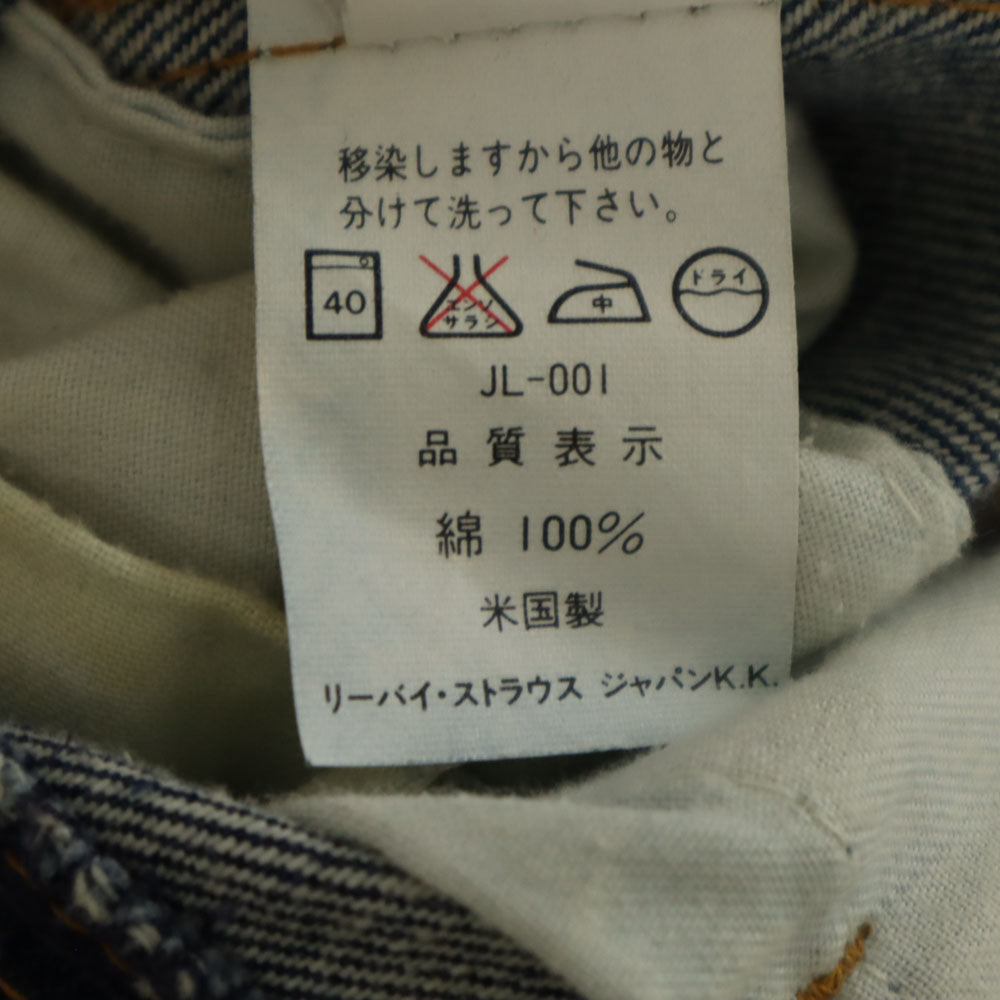 移染しますから他の物と
分けて洗って下さい。
40 エンソサラシ 中 ドライ
JL-001
品質表示
綿 100%
米国製
リーバイ・ストラウス ジャパンK.K.